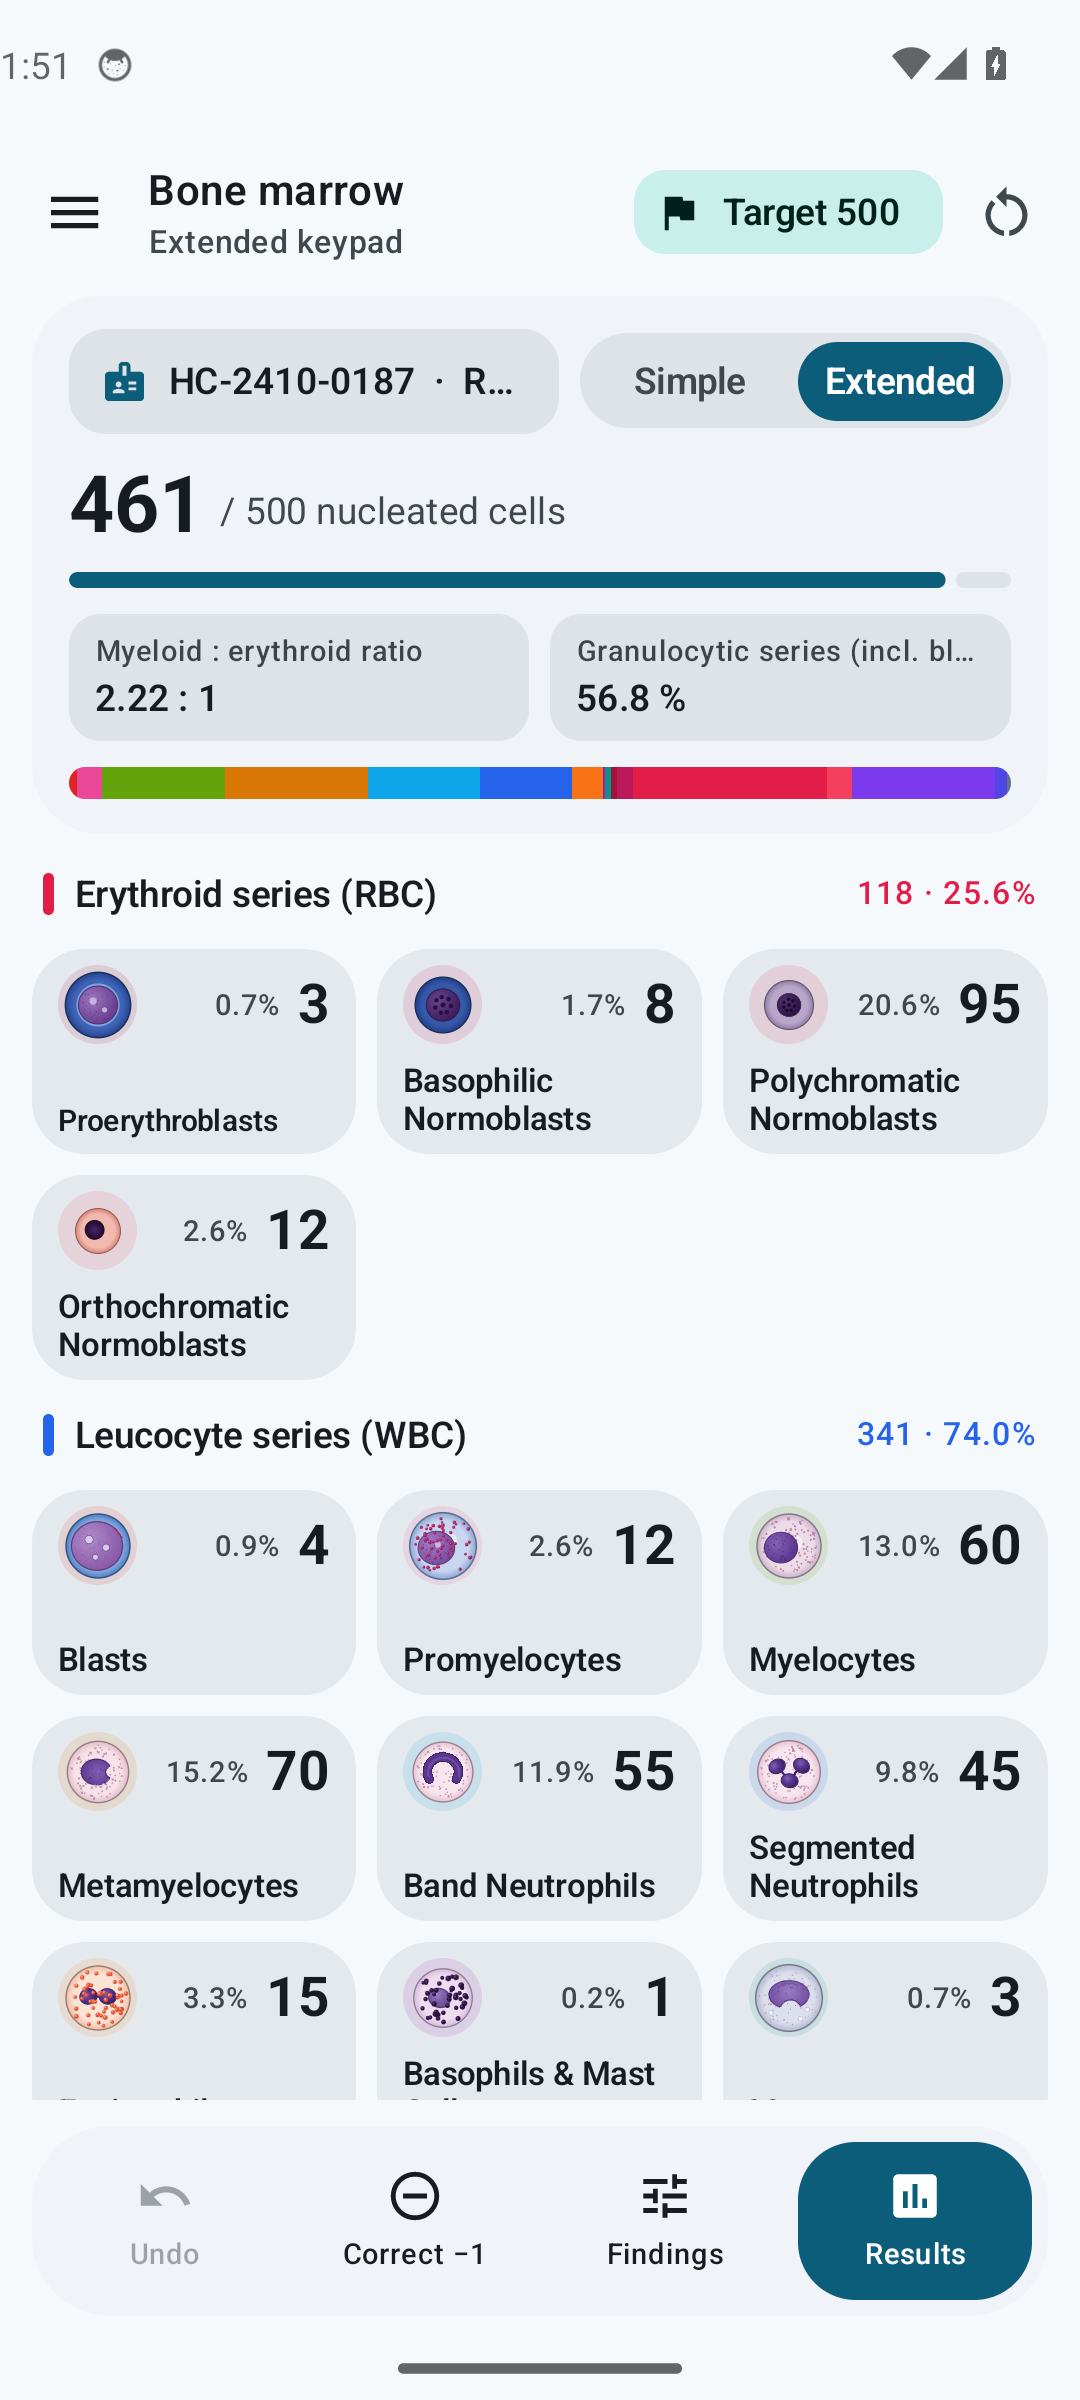 1:51
Bone marrow
Extended keypad
Target 500
HC-2410-0187 · R...
Simple
Extended
461 / 500 nucleated cells
Myeloid : erythroid ratio
2.22 : 1
Granulocytic series (incl. bl...
56.8 %
Erythroid series (RBC)
118 · 25.6%
0.7% 3
Proerythroblasts
1.7% 8
Basophilic
Normoblasts
20.6% 95
Polychromatic
Normoblasts
2.6% 12
Orthochromatic
Normoblasts
Leucocyte series (WBC)
341 · 74.0%
0.9% 4
Blasts
2.6% 12
Promyelocytes
13.0% 60
Myelocytes
15.2% 70
Metamyelocytes
11.9% 55
Band Neutrophils
9.8% 45
Segmented
Neutrophils
3.3% 15
0.2% 1
Basophils & Mast
0.7% 3
Undo
Correct −1
Findings
Results